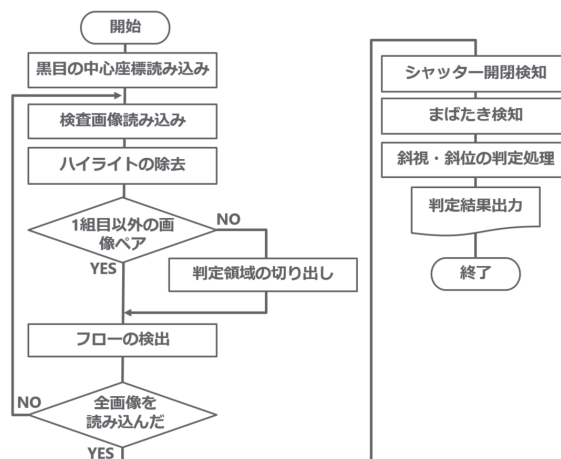 開始
黒目の中心座標読み込み
検査画像読み込み
ハイライトの除去
1組目以外の画
像ペア
NO
YES
判定領域の切り出し
フローの検出
全画像を
読み込んだ
NO
YES
シャッター開閉検知
まばたき検知
斜視・斜位の判定処理
判定結果出力
終了